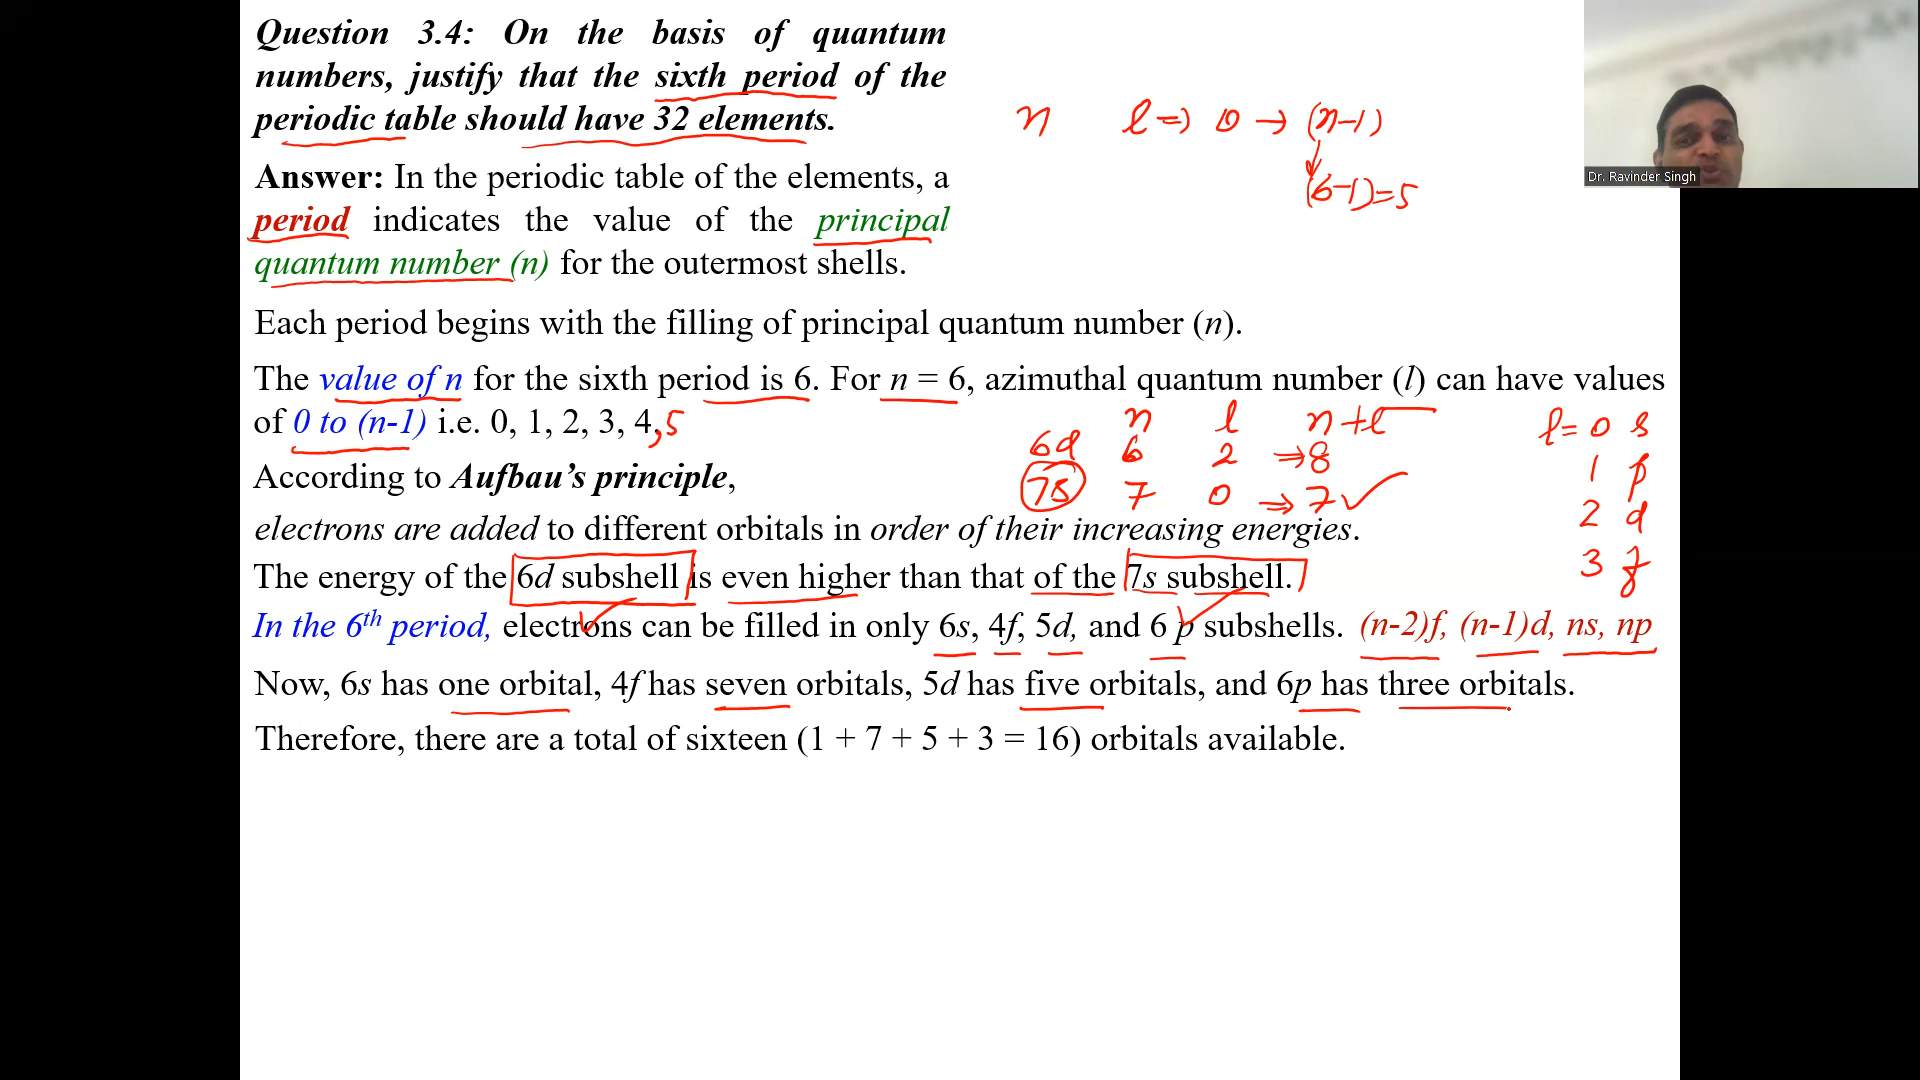 Question 3.4: On the basis of quantum
numbers, justify that the sixth period of the
periodic table should have 32 elements.
n l ⇒ 0 → (n-1)
(6-1)=5
Dr. Ravinder Singh
Answer: In the periodic table of the elements, a
period indicates the value of the principal
quantum number (n) for the outermost shells.
Each period begins with the filling of principal quantum number (n).
The value of n for the sixth period is 6. For n = 6, azimuthal quantum number (l) can have values
of 0 to (n-1) i.e. 0, 1, 2, 3, 4,5
n l n+l
6d 6 2 ⇒8
7s 7 0 ⇒7
l= 0 s
1 p
2 d
3 f
According to Aufbau’s principle,
electrons are added to different orbitals in order of their increasing energies.
The energy of the 6d subshell is even higher than that of the 7s subshell.
In the 6th period, electrons can be filled in only 6s, 4f, 5d, and 6 p subshells. (n-2)f, (n-1)d, ns, np
Now, 6s has one orbital, 4f has seven orbitals, 5d has five orbitals, and 6p has three orbitals.
Therefore, there are a total of sixteen (1 + 7 + 5 + 3 = 16) orbitals available.